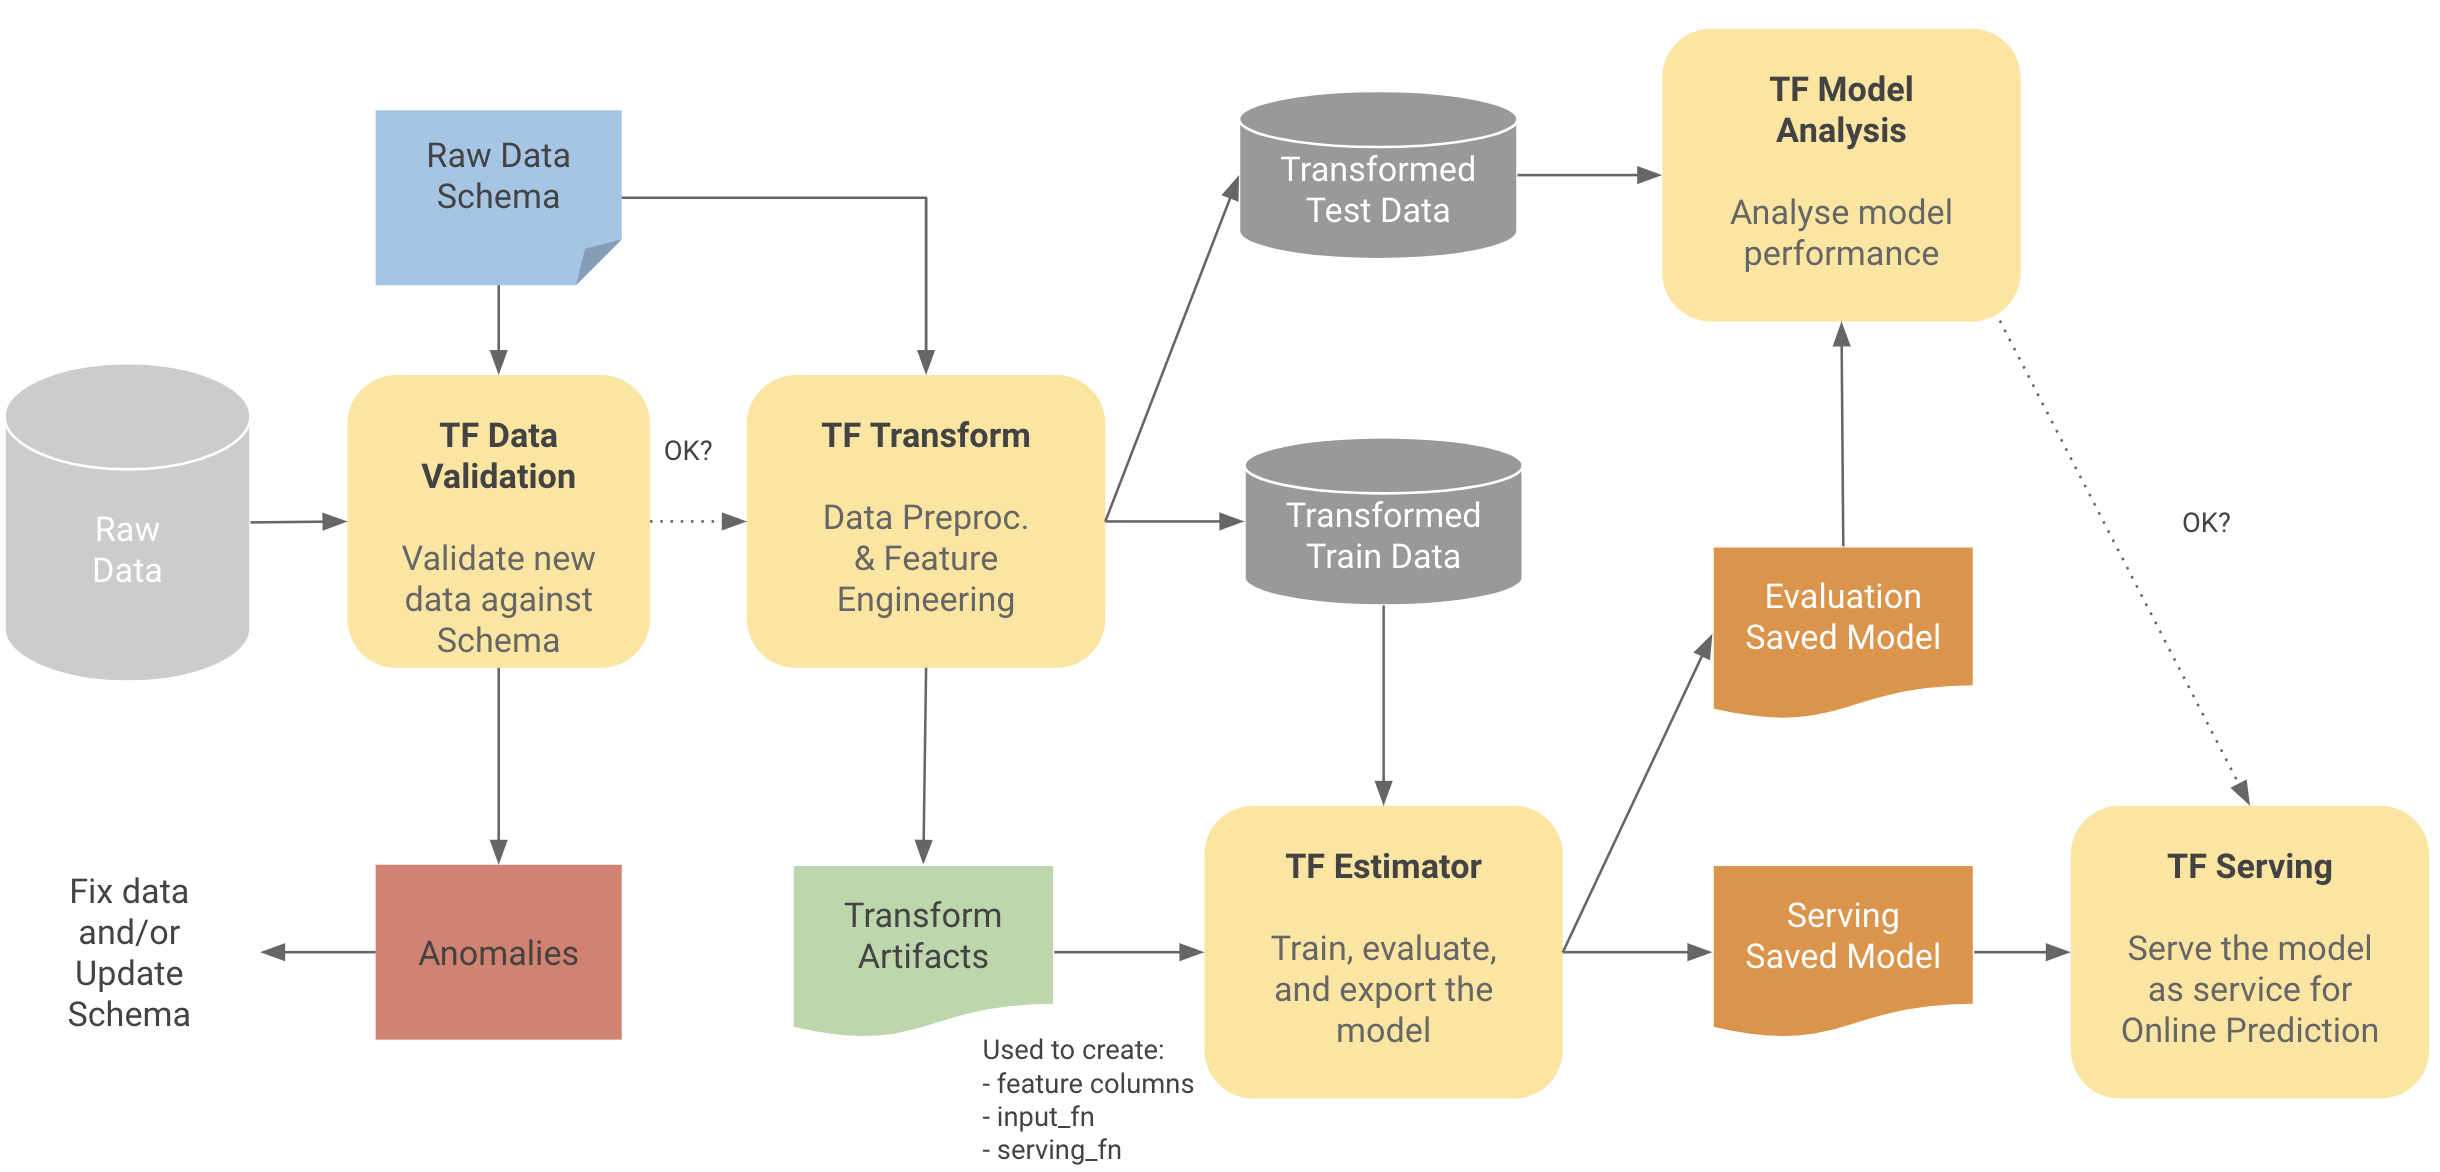 Raw Data
Schema
Raw
Data
TF Data
Validation
Validate new
data against
Schema
OK?
TF Transform
Data Preproc.
& Feature
Engineering
Transformed
Test Data
Transformed
Train Data
TF Model
Analysis
Analyse model
performance
Evaluation
Saved Model
OK?
Fix data
and/or
Update
Schema
Anomalies
Transform
Artifacts
Used to create:
- feature columns
- input_fn
- serving_fn
TF Estimator
Train, evaluate,
and export the
model
Serving
Saved Model
TF Serving
Serve the model
as service for
Online Prediction